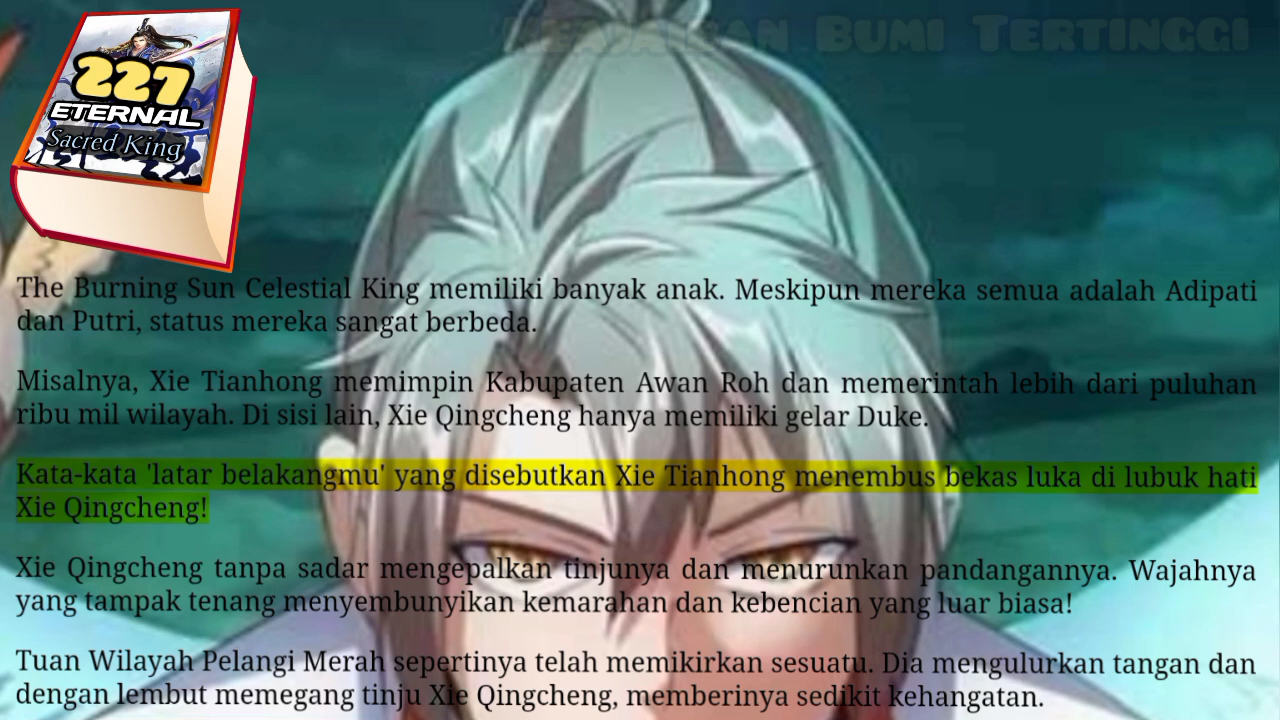 227
ETERNAL
Sacred King
Bumi Tertinggi
The Burning Sun Celestial King memiliki banyak anak. Meskipun mereka semua adalah Adipati
dan Putri, status mereka sangat berbeda.
Misalnya, Xie Tianhong memimpin Kabupaten Awan Roh dan memerintah lebih dari puluhan
ribu mil wilayah. Di sisi lain, Xie Qingcheng hanya memiliki gelar Duke.
Kata-kata 'latar belakangmu' yang disebutkan Xie Tianhong menembus bekas luka di lubuk hati
Xie Qingcheng!
Xie Qingcheng tanpa sadar mengepalkan tinjunya dan menurunkan pandangannya. Wajahnya
yang tampak tenang menyembunyikan kemarahan dan kebencian yang luar biasa!
Tuan Wilayah Pelangi Merah sepertinya telah memikirkan sesuatu. Dia mengulurkan tangan dan
dengan lembut memegang tinju Xie Qingcheng, memberinya sedikit kehangatan.